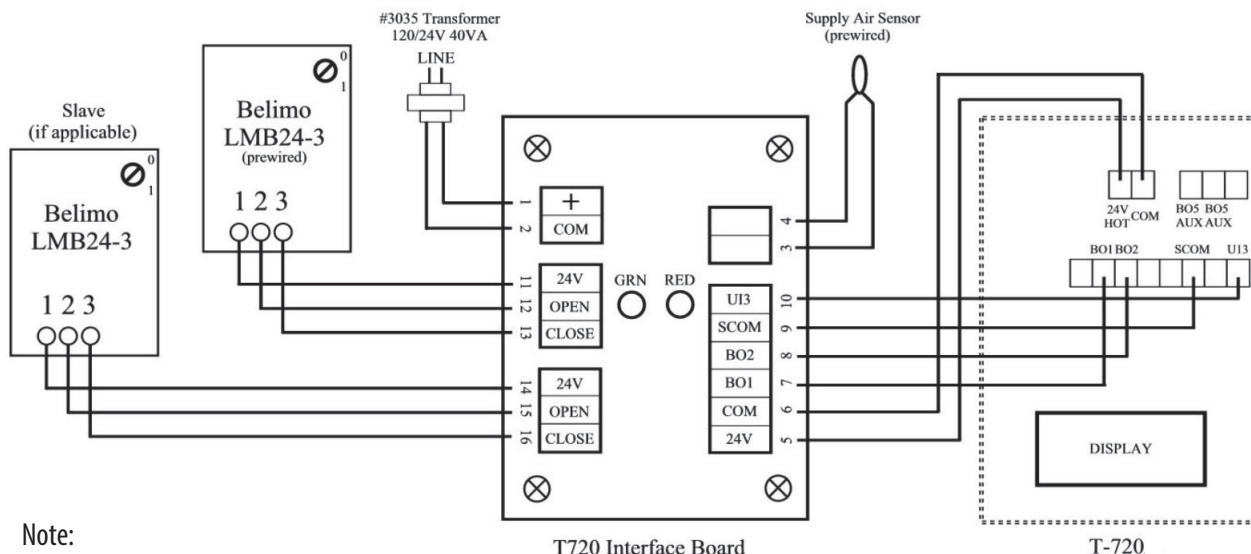 #3035 Transformer
120/24V 40VA
LINE
Supply Air Sensor
(prewired)
Slave
(if applicable)
0
1
Belimo
LMB24-3
(prewired)
1 2 3
0
1
Belimo
LMB24-3
1 2 3
1
+
2
COM
11
24V
12
OPEN
13
CLOSE
14
24V
15
OPEN
16
CLOSE
GRN
RED
4
3
UI3
10
SCOM
9
BO2
8
BO1
7
COM
6
24V
5
24V
HOT
COM
BO5 BO5
AUX AUX
BO1 BO2
SCOM
U13
DISPLAY
Note:
T720 Interface Board
T-720